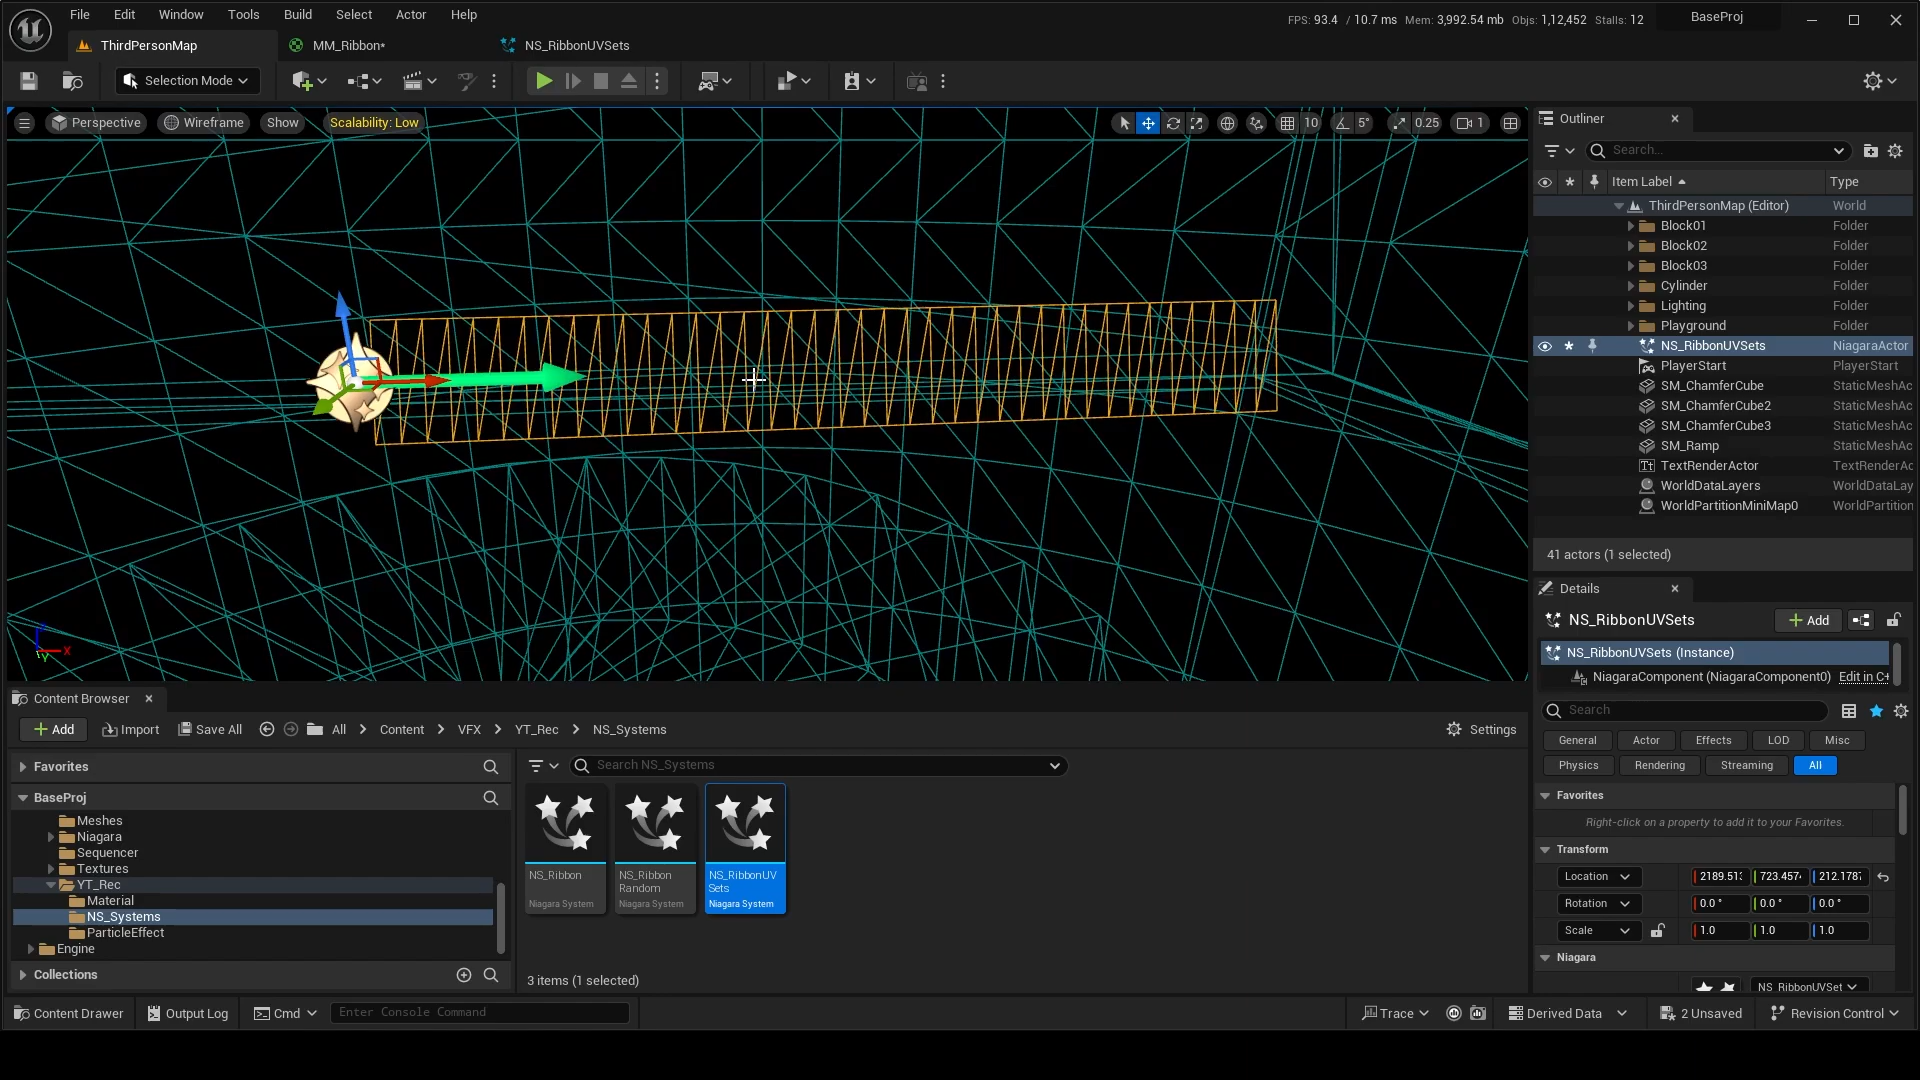 File Edit Window Tools Build Select Actor Help
FPS: 93.4 / 10.7 ms Mem: 3,992.54 mb Objs: 1,12,452 Stalls: 12
BaseProj
ThirdPersonMap
MM_Ribbon*
NS_RibbonUVSets
Selection Mode
Perspective
Wireframe
Show
Scalability: Low
10
5°
0.25
1
Outliner
Search...
Item Label
Type
ThirdPersonMap (Editor) World
Block01 Folder
Block02 Folder
Block03 Folder
Cylinder Folder
Lighting Folder
Playground Folder
NS_RibbonUVSets NiagaraActor
PlayerStart PlayerStart
SM_ChamferCube StaticMeshAc
SM_ChamferCube2 StaticMeshAc
SM_ChamferCube3 StaticMeshAc
SM_Ramp StaticMeshAc
TextRenderActor TextRenderAc
WorldDataLayers WorldDataLay
WorldPartitionMiniMap0 WorldPartition
41 actors (1 selected)
Details
NS_RibbonUVSets
Add
NS_RibbonUVSets (Instance)
NiagaraComponent (NiagaraComponent0) Edit in C+
Search
General Actor Effects LOD Misc
Physics Rendering Streaming All
Favorites
Right-click on a property to add it to your Favorites.
Transform
Location 2189.513 723.457 212.178
Rotation 0.0 ° 0.0 ° 0.0 °
Scale 1.0 1.0 1.0
Niagara
NS_RibbonUVSet
X
Y
Content Browser
Add
Import
Save All
All
Content
VFX
YT_Rec
NS_Systems
Settings
Favorites
BaseProj
Meshes
Niagara
Sequencer
Textures
YT_Rec
Material
NS_Systems
ParticleEffect
Engine
Collections
Search NS_Systems
NS_Ribbon
Niagara System
NS_Ribbon
Random
Niagara System
NS_RibbonUV
Sets
Niagara System
3 items (1 selected)
Content Drawer
Output Log
Cmd
Enter Console Command
Trace
Derived Data
2 Unsaved
Revision Control